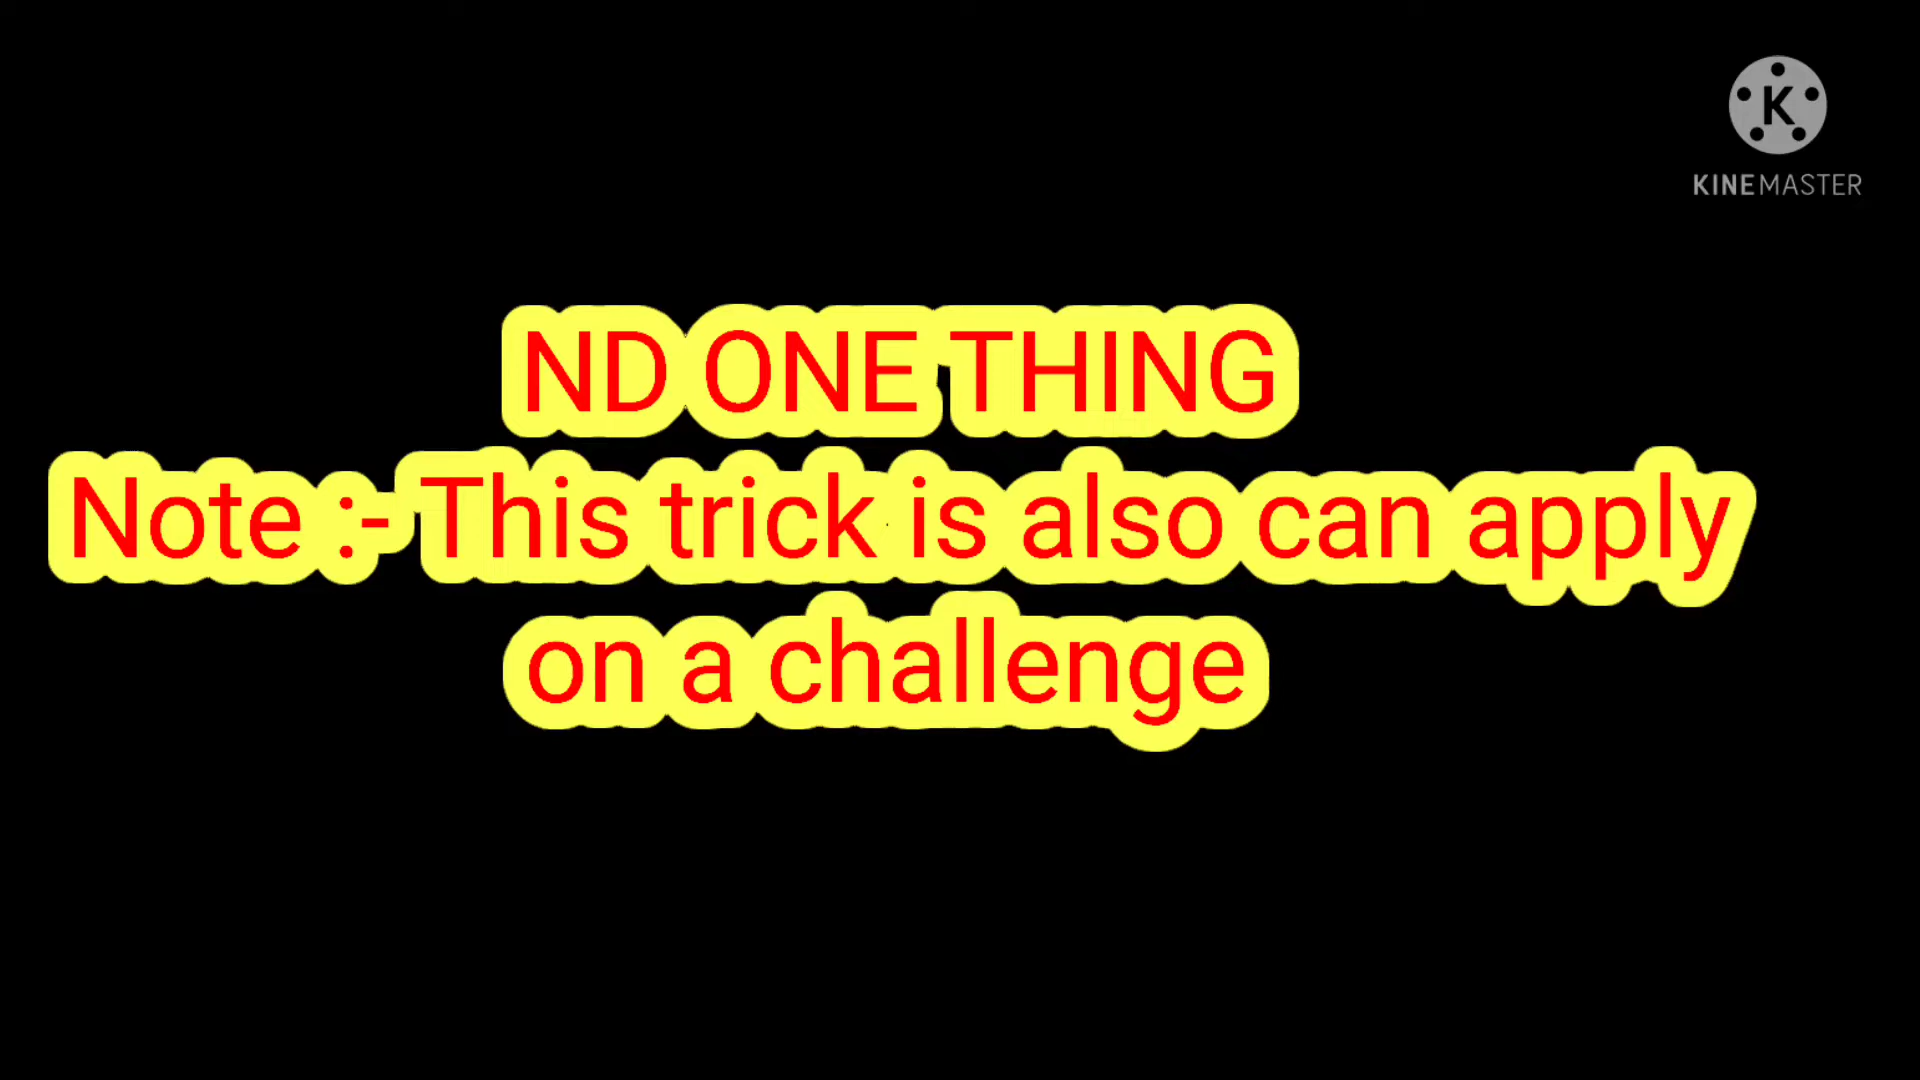 K
KINEMASTER
ND ONE THING
Note :- This trick is also can apply
on a challenge